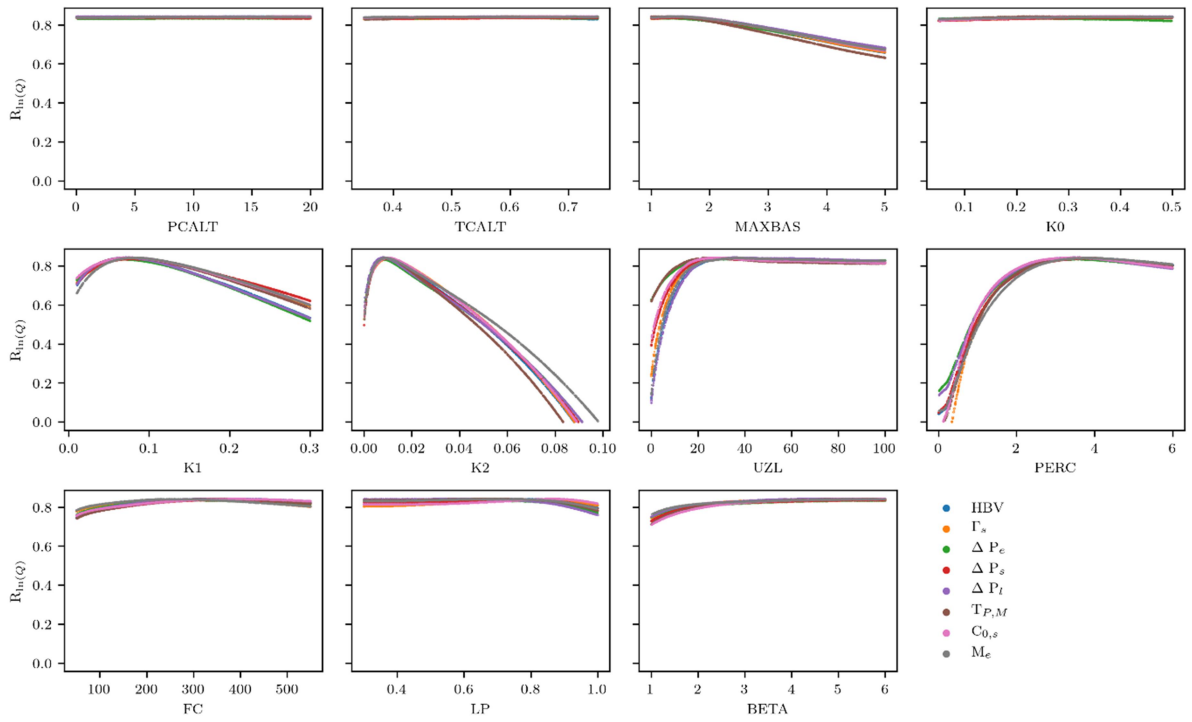 R_ln(Q)
0.8
0.6
0.4
0.2
0.0
0 5 10 15 20
PCALT
0.4 0.5 0.6 0.7
TCALT
1 2 3 4 5
MAXBAS
0.1 0.2 0.3 0.4 0.5
K0
R_ln(Q)
0.8
0.6
0.4
0.2
0.0
0.0 0.1 0.2 0.3
K1
0.00 0.02 0.04 0.06 0.08 0.10
K2
0 20 40 60 80 100
UZL
0 2 4 6
PERC
R_ln(Q)
0.8
0.6
0.4
0.2
0.0
100 200 300 400 500
FC
0.4 0.6 0.8 1.0
LP
1 2 3 4 5 6
BETA
HBV
Γ_s
Δ P_e
Δ P_s
Δ P_l
T_P,M
C_0,s
M_e